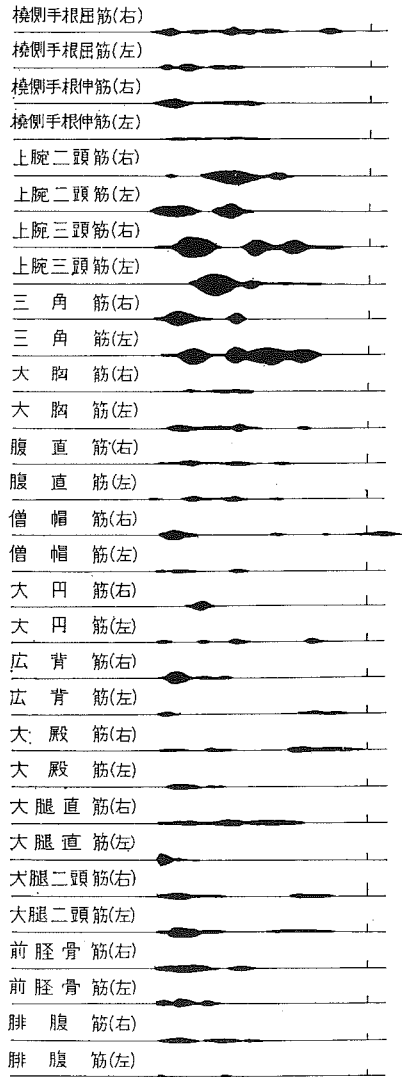 橈側手根屈筋(右)
橈側手根屈筋(左)
橈側手根伸筋(右)
橈側手根伸筋(左)
上腕二頭筋(右)
上腕二頭筋(左)
上腕三頭筋(右)
上腕三頭筋(左)
三角筋(右)
三角筋(左)
大胸筋(右)
大胸筋(左)
腹直筋(右)
腹直筋(左)
僧帽筋(右)
僧帽筋(左)
大円筋(右)
大円筋(左)
広背筋(右)
広背筋(左)
大殿筋(右)
大殿筋(左)
大腿直筋(右)
大腿直筋(左)
大腿二頭筋(右)
大腿二頭筋(左)
前脛骨筋(右)
前脛骨筋(左)
腓腹筋(右)
腓腹筋(左)